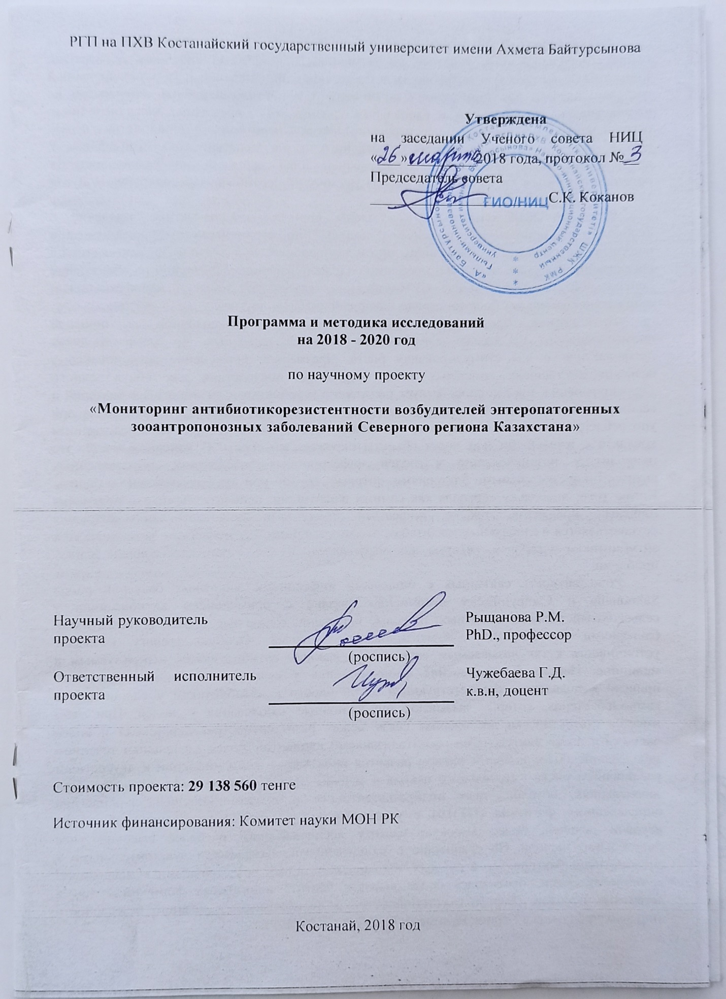 РГП на ПХВ Костанайский государственный университет имени Ахмета Байтурсынова
Утверждена
на заседании Ученого совета НИЦ
«26» марта 2018 года, протокол № 3
Председатель совета
С.К. Коканов
ҒИО/НИЦ
Программа и методика исследований
на 2018 - 2020 год
по научному проекту
«Мониторинг антибиотикорезистентности возбудителей энтеропатогенных
зооантропонозных заболеваний Северного региона Казахстана»
Научный руководитель
проекта
Рыщанова Р.М.
PhD., профессор
(роспись)
Ответственный исполнитель
проекта
Чужебаева Г.Д.
к.в.н, доцент
(роспись)
Стоимость проекта: 29 138 560 тенге
Источник финансирования: Комитет науки МОН РК
Костанай, 2018 год